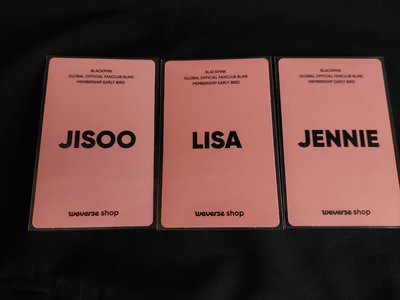 BLACKPINK
GLOBAL OFFICIAL FANCLUB BLINK
MEMBERSHIP EARLY BIRD
JISOO
weverse shop
BLACKPINK
GLOBAL OFFICIAL FANCLUB BLINK
MEMBERSHIP EARLY BIRD
LISA
weverse shop
BLACKPINK
GLOBAL OFFICIAL FANCLUB BLINK
MEMBERSHIP EARLY BIRD
JENNIE
weverse shop